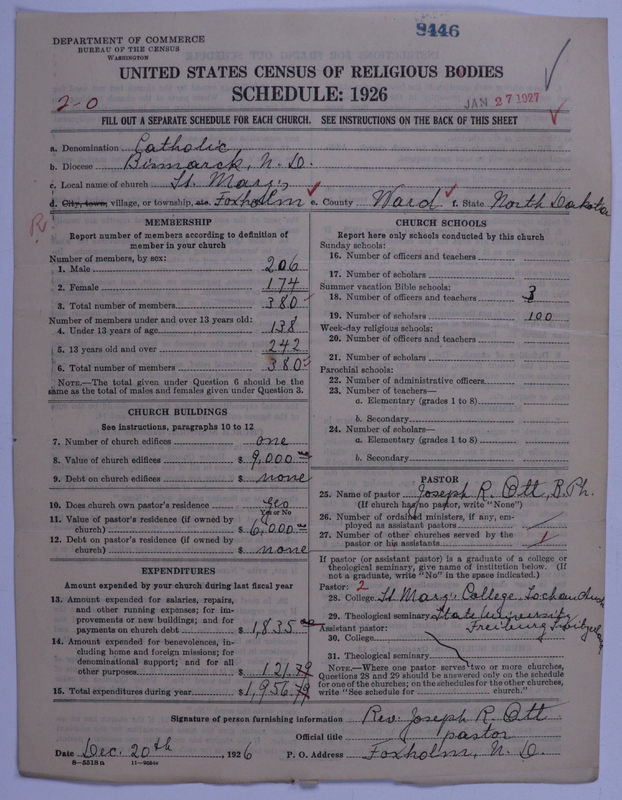 9446
DEPARTMENT OF COMMERCE
BUREAU OF THE CENSUS
WASHINGTON
UNITED STATES CENSUS OF RELIGIOUS BODIES
SCHEDULE: 1926
2-0
JAN 27 1927
FILL OUT A SEPARATE SCHEDULE FOR EACH CHURCH. SEE INSTRUCTIONS ON THE BACK OF THIS SHEET
a. Denomination Catholic
b. Diocese Bismarck, N. D.
c. Local name of church St. Mary's
d. City, town, village, or township, etc. Foxholm e. County Ward f. State North Dakota
R
MEMBERSHIP
Report number of members according to definition of member in your church
Number of members, by sex:
1. Male 206
2. Female 174
3. Total number of members 380
Number of members under and over 13 years old:
4. Under 13 years of age 138
5. 13 years old and over 242
6. Total number of members 380
NOTE.—The total given under Question 6 should be the same as the total of males and females given under Question 3.
CHURCH BUILDINGS
See instructions, paragraphs 10 to 12
7. Number of church edifices one
8. Value of church edifices $ 9,000
9. Debt on church edifices $ none
10. Does church own pastor's residence Yes
Yes or No
11. Value of pastor's residence (if owned by church) $ 6,000
12. Debt on pastor's residence (if owned by church) $ none
EXPENDITURES
Amount expended by your church during last fiscal year
13. Amount expended for salaries, repairs, and other running expenses; for improvements or new buildings; and for payments on church debt $ 1,835
14. Amount expended for benevolences, including home and foreign missions; for denominational support; and for all other purposes $ 121.79
15. Total expenditures during year $ 1,956.79
CHURCH SCHOOLS
Report here only schools conducted by this church
Sunday schools:
16. Number of officers and teachers
17. Number of scholars
Summer vacation Bible schools:
18. Number of officers and teachers 3
19. Number of scholars 100
Week-day religious schools:
20. Number of officers and teachers
21. Number of scholars
Parochial schools:
22. Number of administrative officers
23. Number of teachers—
a. Elementary (grades 1 to 8)
b. Secondary
24. Number of scholars—
a. Elementary (grades 1 to 8)
b. Secondary
PASTOR
25. Name of pastor Joseph R. Ott, B. Ph.
(If church has no pastor, write "None")
26. Number of ordained ministers, if any, employed as assistant pastors
27. Number of other churches served by the pastor or his assistants 1
If pastor (or assistant pastor) is a graduate of a college or theological seminary, give name of institution below. (If not a graduate, write "No" in the space indicated.)
Pastor: 2
28. College St Mary's College,
29. Theological seminary State University
Assistant pastor: Freiburg
30. College
31. Theological seminary
NOTE.—Where one pastor serves two or more churches, Questions 28 and 29 should be answered only on the schedule for one of the churches; on the schedules for the other churches, write "See schedule for church."
Signature of person furnishing information Rev. Joseph R. Ott
Official title pastor
Date Dec. 20th, 1926 P. O. Address Foxholm, N. D.
8—5518a